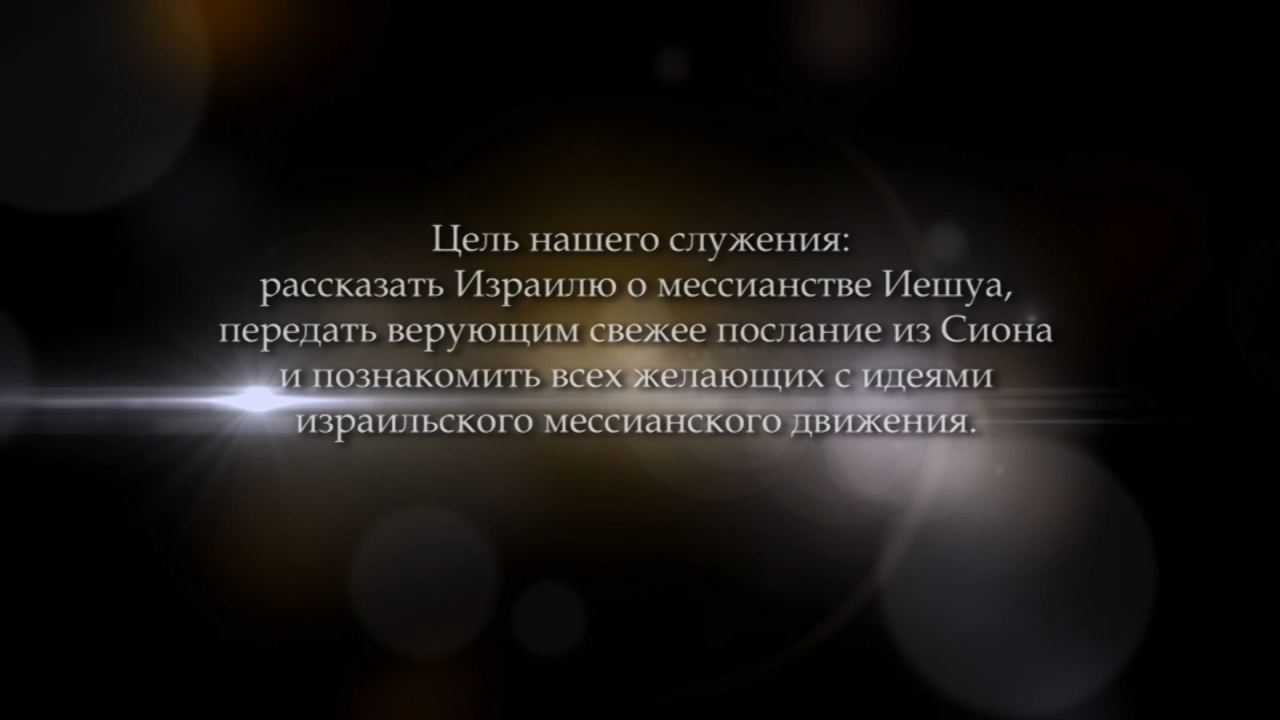 Цель нашего служения:
рассказать Израилю о мессианстве Иешуа,
передать верующим свежее послание из Сиона
и познакомить всех желающих с идеями
израильского мессианского движения.